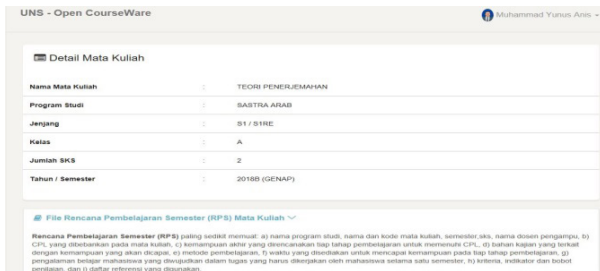 UNS - Open CourseWare
Muhammad Yunus Anis
Detail Mata Kuliah
Nama Mata Kuliah : TEORI PENERJEMAHAN
Program Studi : SASTRA ARAB
Jenjang : S1 / S1RE
Kelas : A
Jumlah SKS : 2
Tahun / Semester : 2018B (GENAP)
File Rencana Pembelajaran Semester (RPS) Mata Kuliah
Rencana Pembelajaran Semester (RPS) paling sedikit memuat: a) nama program studi, nama dan kode mata kuliah, semester,sks, nama dosen pengampu, b)
CPL yang dibebankan pada mata kuliah, c) kemampuan akhir yang direncanakan tiap tahap pembelajaran untuk memenuhi CPL, d) bahan kajian yang terkait
dengan kemampuan yang akan dicapai, e) metode pembelajaran, f) waktu yang disediakan untuk mencapai kemampuan pada tiap tahap pembelajaran, g)
pengalaman belajar mahasiswa yang diwujudkan dalam tugas yang harus dikerjakan oleh mahasiswa selama satu semester, h) kriteria, indikator dan bobot
penilaian, dan i) daftar referensi yang digunakan.